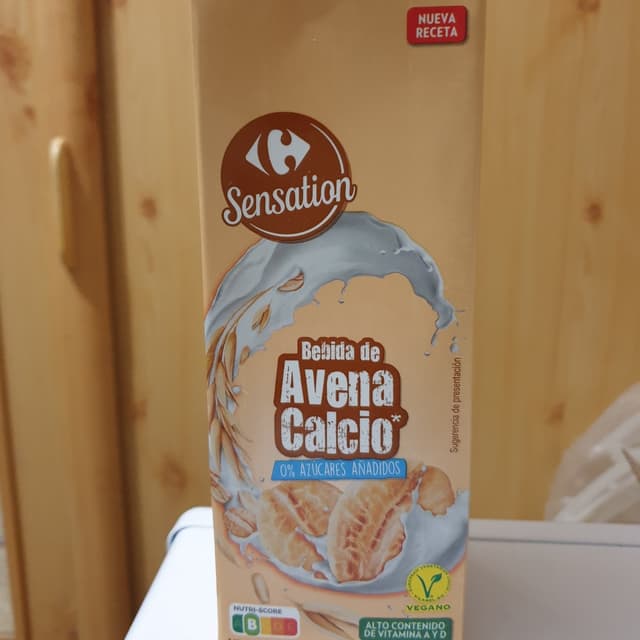 NUEVA
RECETA
Sensation
Bebida de
Avena
Calcio*
0% AZÚCARES AÑADIDOS
Sugerencia de presentación
VEGANO
NUTRI-SCORE
B
ALTO CONTENIDO
DE VITAMINA A Y D